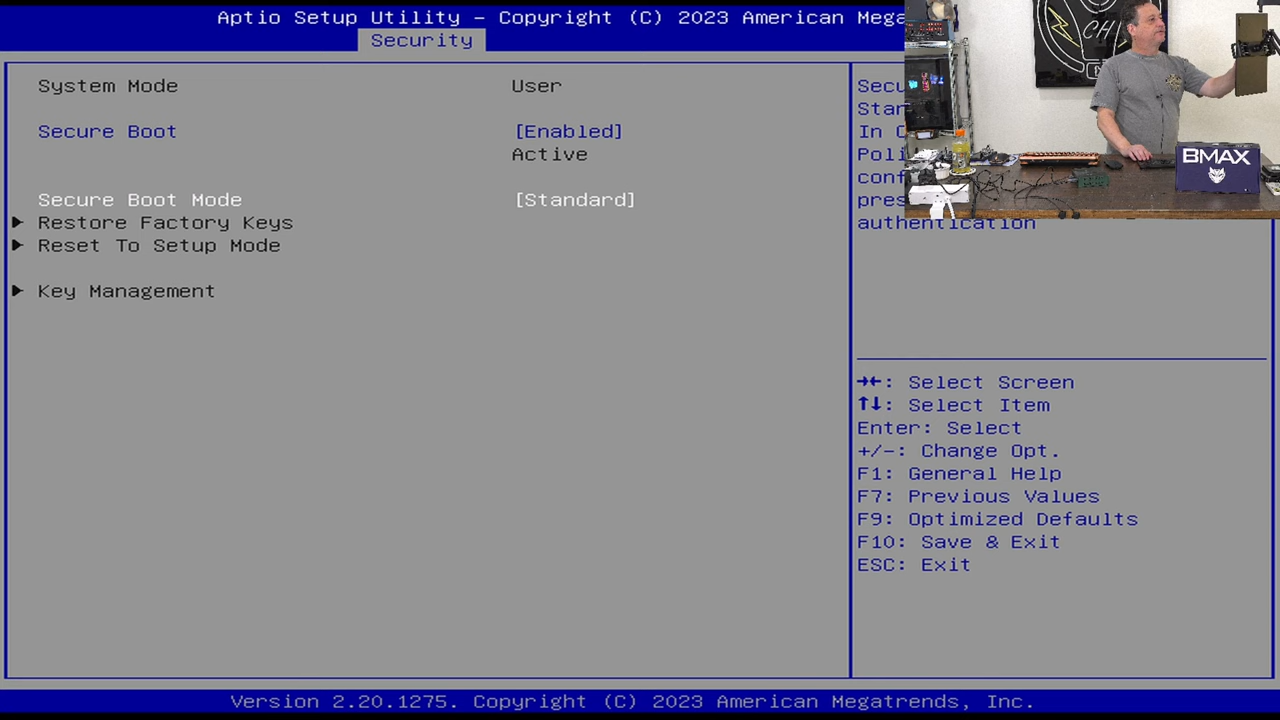 Aptio Setup Utility – Copyright (C) 2023 American
Security
System Mode User
Secure Boot [Enabled]
Active
Secure Boot Mode [Standard]
Restore Factory Keys
Reset To Setup Mode
Key Management
In
authentication
→←: Select Screen
↑↓: Select Item
Enter: Select
+/-: Change Opt.
F1: General Help
F7: Previous Values
F9: Optimized Defaults
F10: Save & Exit
ESC: Exit
Version 2.20.1275. Copyright (C) 2023 American Megatrends, Inc.
BMAX